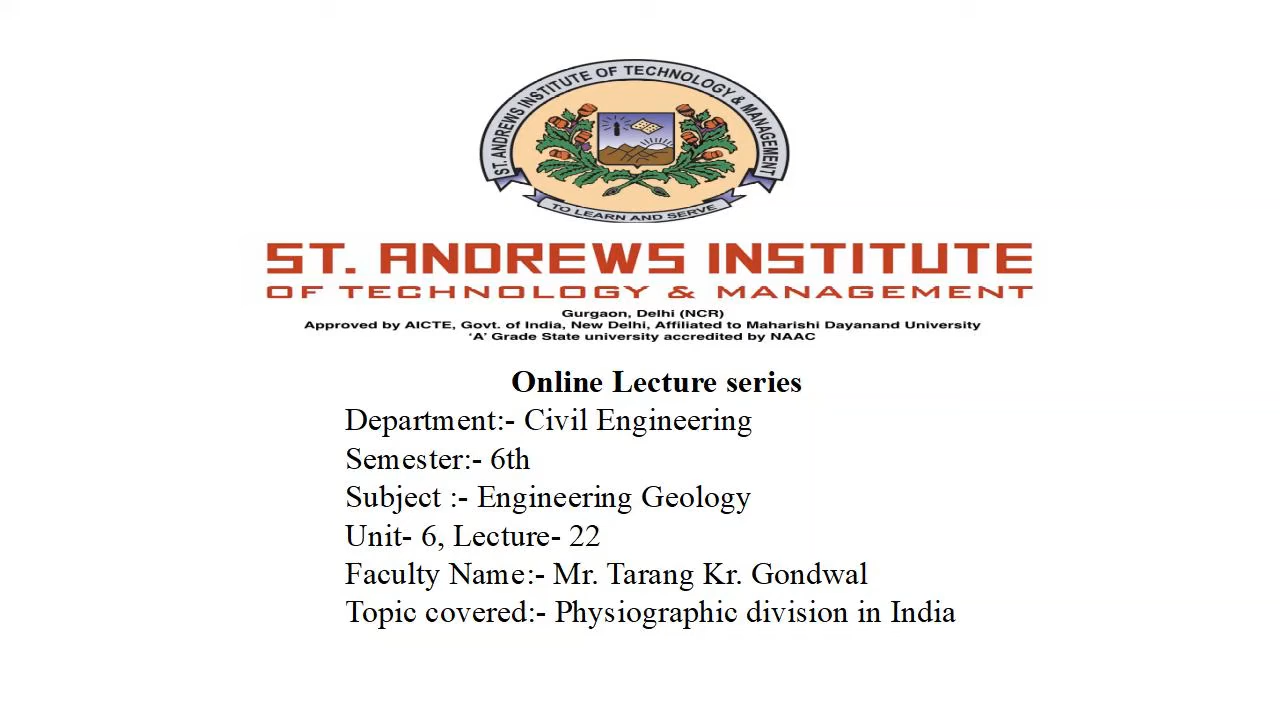 ST. ANDREWS INSTITUTE OF TECHNOLOGY & MANAGEMENT
TO LEARN AND SERVE
ST. ANDREWS INSTITUTE
OF TECHNOLOGY & MANAGEMENT
Gurgaon, Delhi (NCR)
Approved by AICTE, Govt. of India, New Delhi, Affiliated to Maharishi Dayanand University
‘A’ Grade State university accredited by NAAC
Online Lecture series
Department:- Civil Engineering
Semester:- 6th
Subject :- Engineering Geology
Unit- 6, Lecture- 22
Faculty Name:- Mr. Tarang Kr. Gondwal
Topic covered:- Physiographic division in India